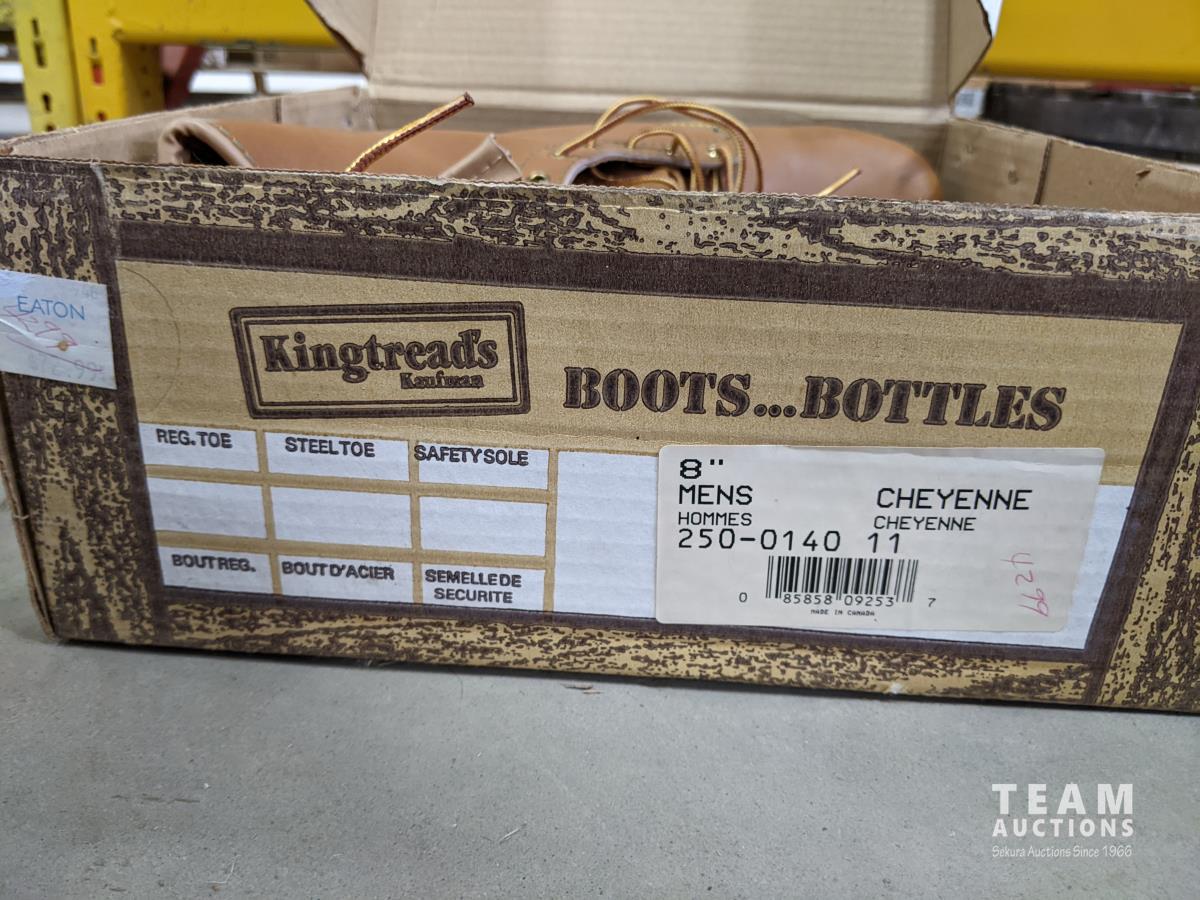 EATON
Kingtreads
Kaufman
BOOTS...BOTTLES
REG. TOE STEEL TOE SAFETY SOLE
BOUT REG. BOUT D'ACIER SEMELLE DE
SECURITE
8"
MENS CHEYENNE
HOMMES CHEYENNE
250-0140 11
0 85858 09253 7
MADE IN CANADA
TEAM
AUCTIONS
Sekura Auctions Since 1966